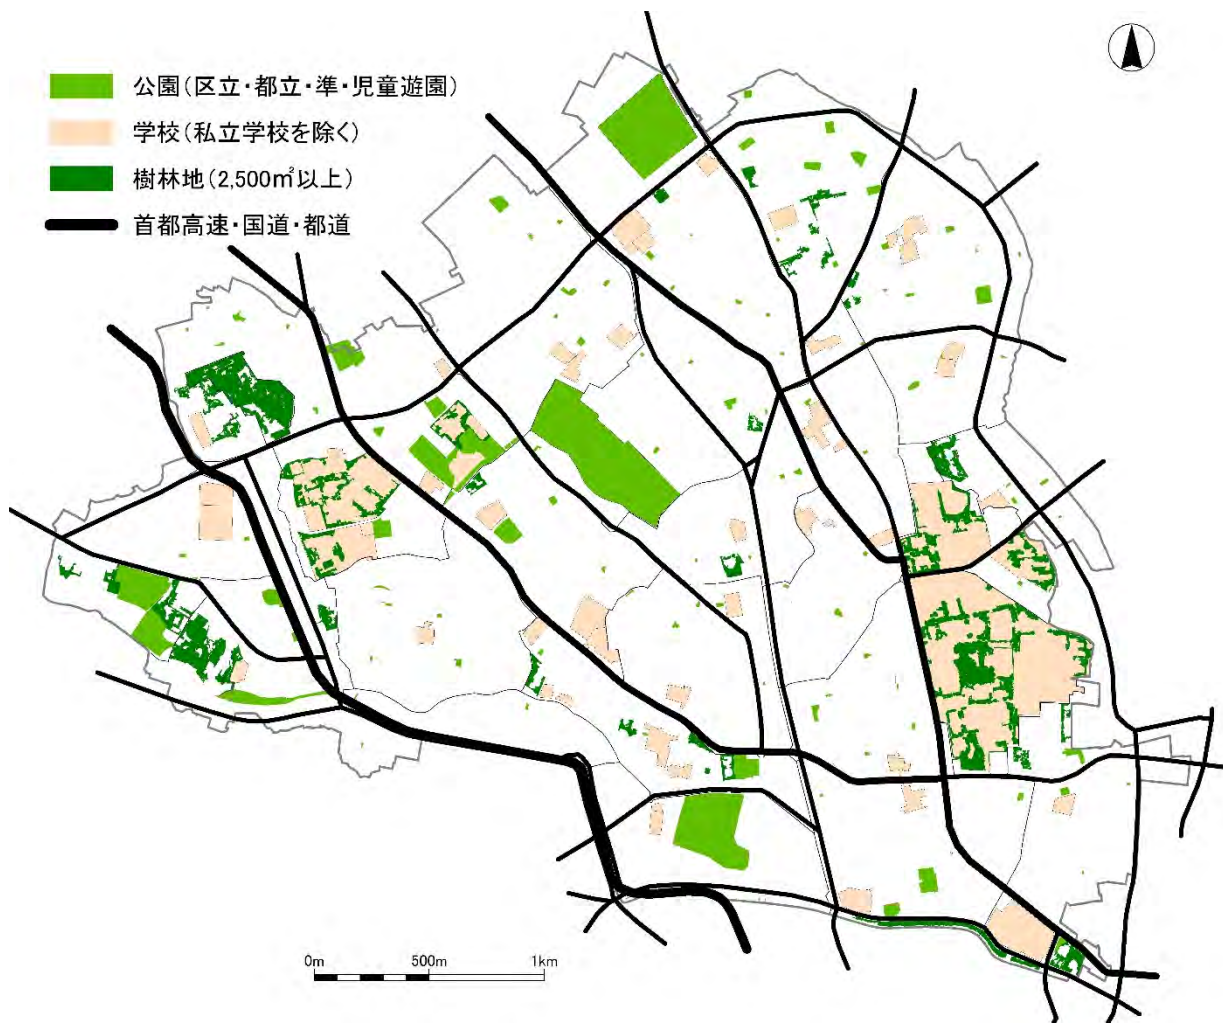 公園(区立・都立・準・児童遊園)
学校(私立学校を除く)
樹林地(2,500㎡以上)
首都高速・国道・都道
0m 500m 1km